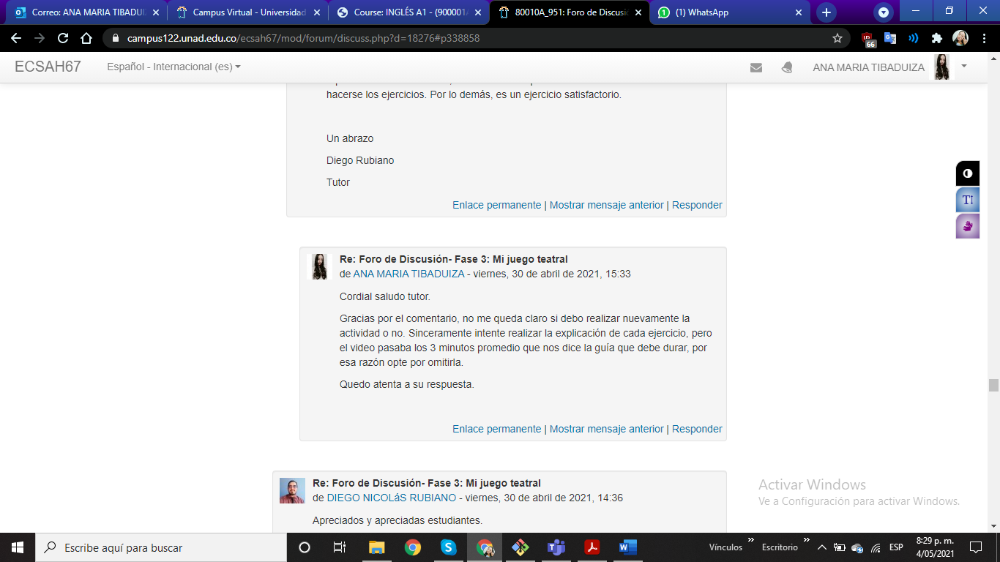 Correo: ANA MARIA TIBADUIZ
Campus Virtual - Universidad
Course: INGLÉS A1 - (900001A
80010A_951: Foro de Discusi
(1) WhatsApp
campus122.unad.edu.co/ecsah67/mod/forum/discuss.php?d=18276#p338858
66
ECSAH67
Español - Internacional (es)
ANA MARIA TIBADUIZA
hacerse los ejercicios. Por lo demás, es un ejercicio satisfactorio.
Un abrazo
Diego Rubiano
Tutor
Enlace permanente | Mostrar mensaje anterior | Responder
Re: Foro de Discusión- Fase 3: Mi juego teatral
de ANA MARIA TIBADUIZA - viernes, 30 de abril de 2021, 15:33
Cordial saludo tutor.
Gracias por el comentario, no me queda claro si debo realizar nuevamente la
actividad o no. Sinceramente intente realizar la explicación de cada ejercicio, pero
el video pasaba los 3 minutos promedio que nos dice la guía que debe durar, por
esa razón opte por omitirla.
Quedo atenta a su respuesta.
Enlace permanente | Mostrar mensaje anterior | Responder
Re: Foro de Discusión- Fase 3: Mi juego teatral
de DIEGO NICOLáS RUBIANO - viernes, 30 de abril de 2021, 14:36
Apreciados y apreciadas estudiantes.
Activar Windows
Ve a Configuración para activar Windows.
Escribe aquí para buscar
Vínculos
Escritorio
ESP
8:29 p. m.
4/05/2021